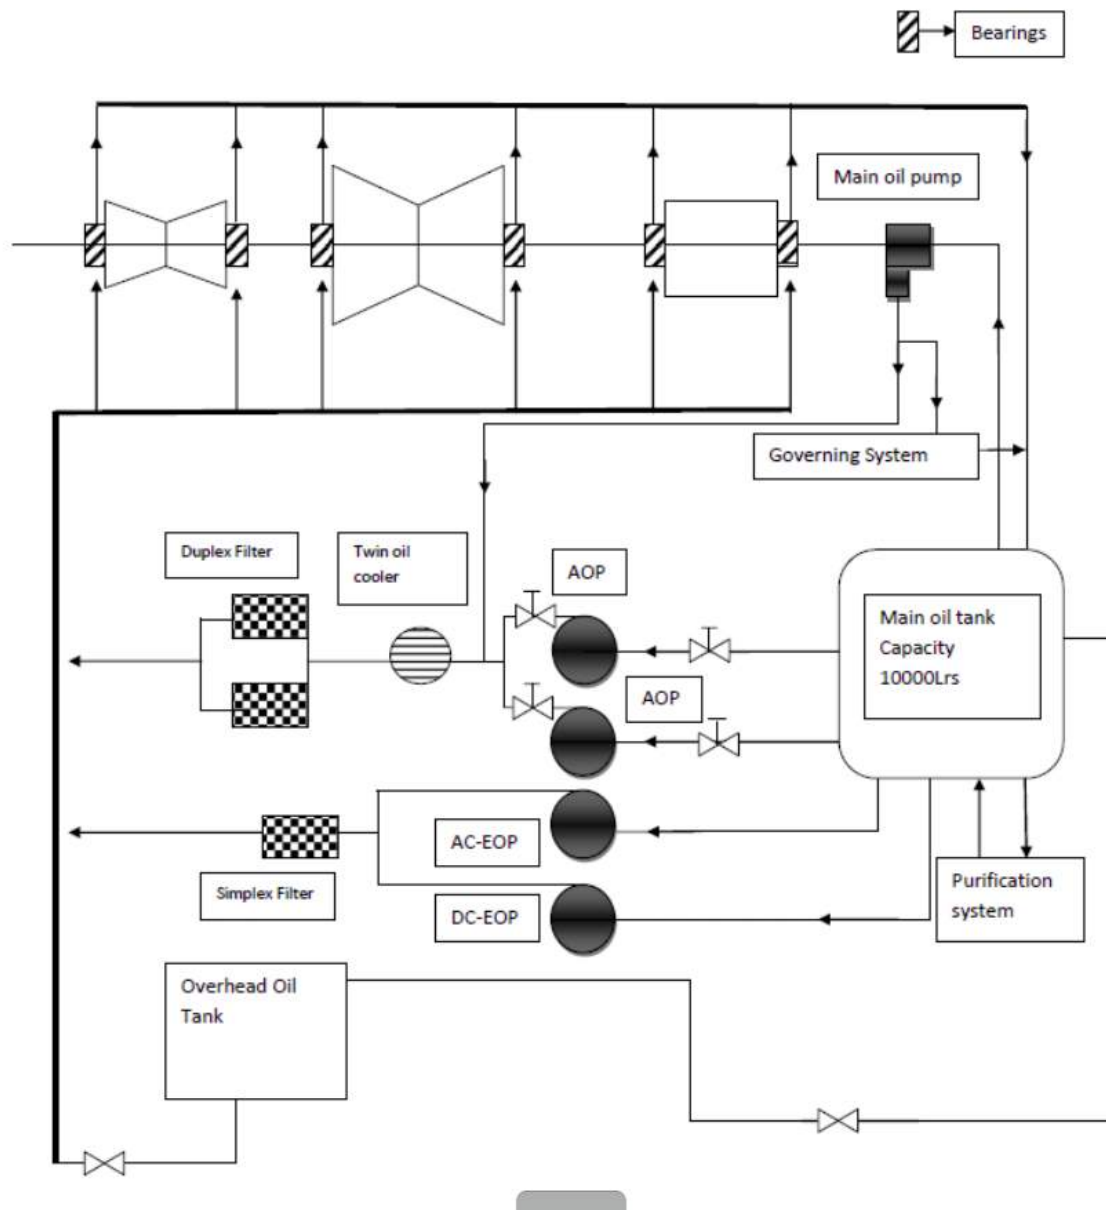 Bearings
Main oil pump
Governing System
Duplex Filter
Twin oil
cooler
AOP
Main oil tank
Capacity
10000Lrs
AOP
AC-EOP
Simplex Filter
DC-EOP
Purification
system
Overhead Oil
Tank